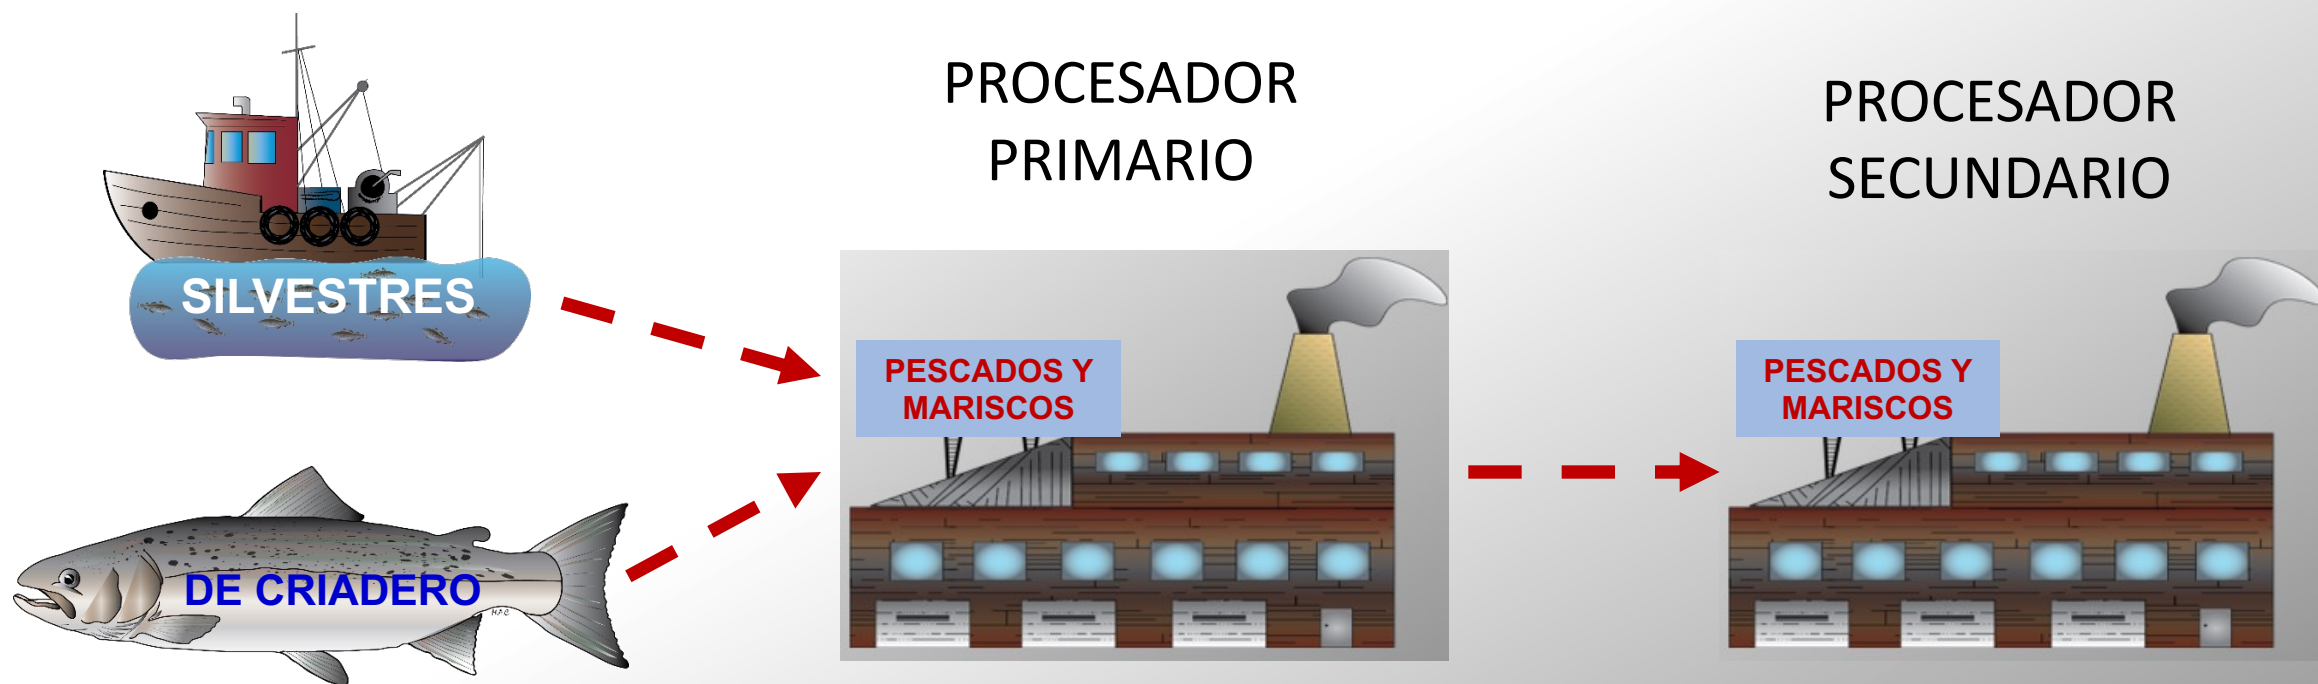 SILVESTRES
DE CRIADERO
PROCESADOR
PRIMARIO
PESCADOS Y
MARISCOS
PROCESADOR
SECUNDARIO
PESCADOS Y
MARISCOS